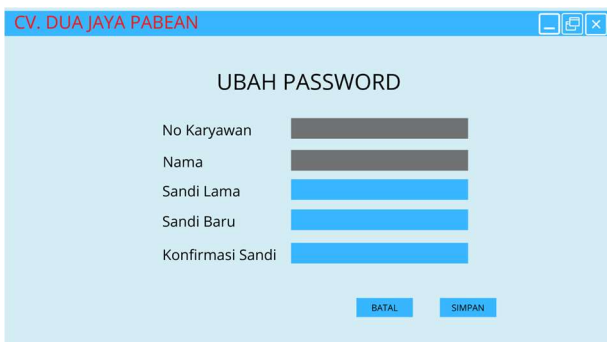 CV. DUA JAYA PABEAN
UBAH PASSWORD
No Karyawan
Nama
Sandi Lama
Sandi Baru
Konfirmasi Sandi
BATAL SIMPAN